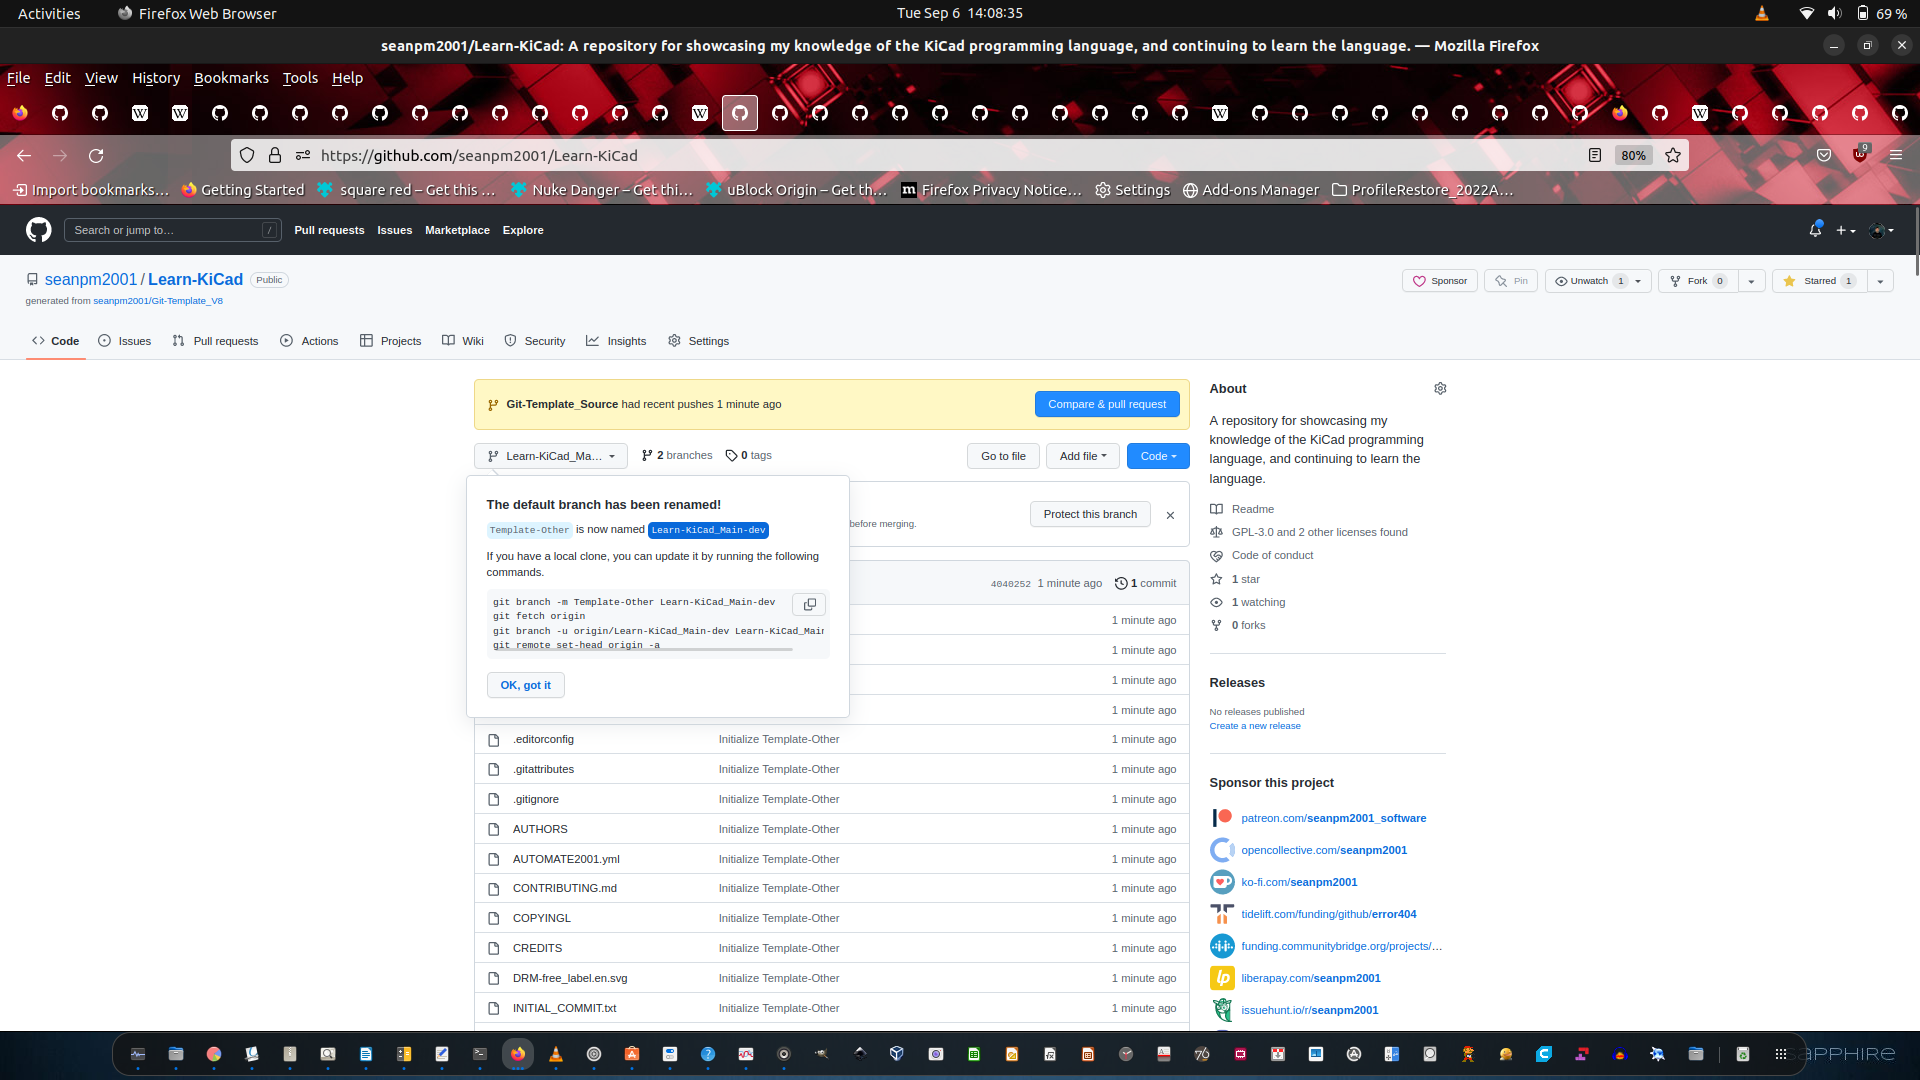 Activities
Firefox Web Browser
Tue Sep 6 14:08:35
69 %
seanpm2001/Learn-KiCad: A repository for showcasing my knowledge of the KiCad programming language, and continuing to learn the language. — Mozilla Firefox
File Edit View History Bookmarks Tools Help
https://github.com/seanpm2001/Learn-KiCad
80%
9
Import bookmarks…
Getting Started
square red – Get this …
Nuke Danger – Get thi…
uBlock Origin – Get th…
Firefox Privacy Notice…
Settings
Add-ons Manager
ProfileRestore_2022A…
Search or jump to…
/
Pull requests
Issues
Marketplace
Explore
seanpm2001 / Learn-KiCad
Public
generated from seanpm2001/Git-Template_V8
Sponsor
Pin
Unwatch 1
Fork 0
Starred 1
Code
Issues
Pull requests
Actions
Projects
Wiki
Security
Insights
Settings
Git-Template_Source had recent pushes 1 minute ago
Compare & pull request
Learn-KiCad_Ma…
2 branches
0 tags
Go to file
Add file
Code
The default branch has been renamed!
Template-Other is now named Learn-KiCad_Main-dev
If you have a local clone, you can update it by running the following
commands.
git branch -m Template-Other Learn-KiCad_Main-dev
git fetch origin
git branch -u origin/Learn-KiCad_Main-dev Learn-KiCad_Main
git remote set-head origin -a
OK, got it
before merging.
Protect this branch
4040252 1 minute ago
1 commit
1 minute ago
1 minute ago
1 minute ago
1 minute ago
.editorconfig Initialize Template-Other 1 minute ago
.gitattributes Initialize Template-Other 1 minute ago
.gitignore Initialize Template-Other 1 minute ago
AUTHORS Initialize Template-Other 1 minute ago
AUTOMATE2001.yml Initialize Template-Other 1 minute ago
CONTRIBUTING.md Initialize Template-Other 1 minute ago
COPYINGL Initialize Template-Other 1 minute ago
CREDITS Initialize Template-Other 1 minute ago
DRM-free_label.en.svg Initialize Template-Other 1 minute ago
INITIAL_COMMIT.txt Initialize Template-Other 1 minute ago
About
A repository for showcasing my
knowledge of the KiCad programming
language, and continuing to learn the
language.
Readme
GPL-3.0 and 2 other licenses found
Code of conduct
1 star
1 watching
0 forks
Releases
No releases published
Create a new release
Sponsor this project
patreon.com/seanpm2001_software
opencollective.com/seanpm2001
ko-fi.com/seanpm2001
tidelift.com/funding/github/error404
funding.communitybridge.org/projects/…
liberapay.com/seanpm2001
issuehunt.io/r/seanpm2001
SAPPHIRE